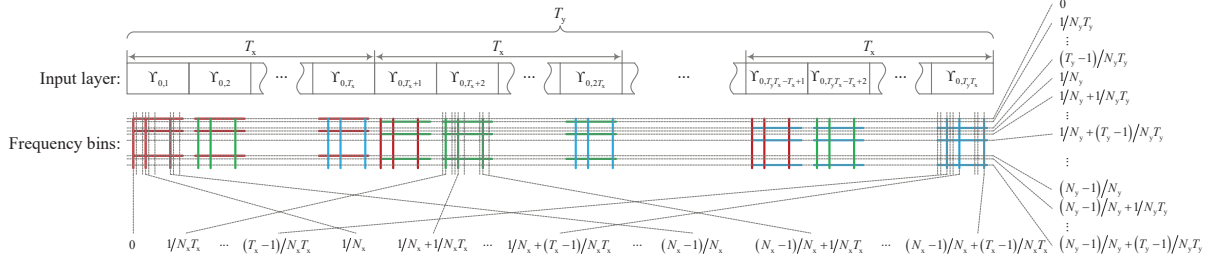 T_y
T_x T_x T_x
Input layer: ϒ_{0,1} ϒ_{0,2} ··· ϒ_{0,T_x} ϒ_{0,T_x+1} ϒ_{0,T_x+2} ··· ϒ_{0,2T_x} ··· ϒ_{0,T_yT_x−T_x+1} ϒ_{0,T_yT_x−T_x+2} ··· ϒ_{0,T_yT_x}
Frequency bins:
0
1/N_yT_y
⋮
(T_y−1)/N_yT_y
1/N_y
1/N_y+1/N_yT_y
⋮
1/N_y+(T_y−1)/N_yT_y
⋮
(N_y−1)/N_y
(N_y−1)/N_y+1/N_yT_y
⋮
(N_y−1)/N_y+(T_y−1)/N_yT_y
0 1/N_xT_x ··· (T_x−1)/N_xT_x 1/N_x 1/N_x+1/N_xT_x ··· 1/N_x+(T_x−1)/N_xT_x ··· (N_x−1)/N_x (N_x−1)/N_x+1/N_xT_x ··· (N_x−1)/N_x+(T_x−1)/N_xT_x